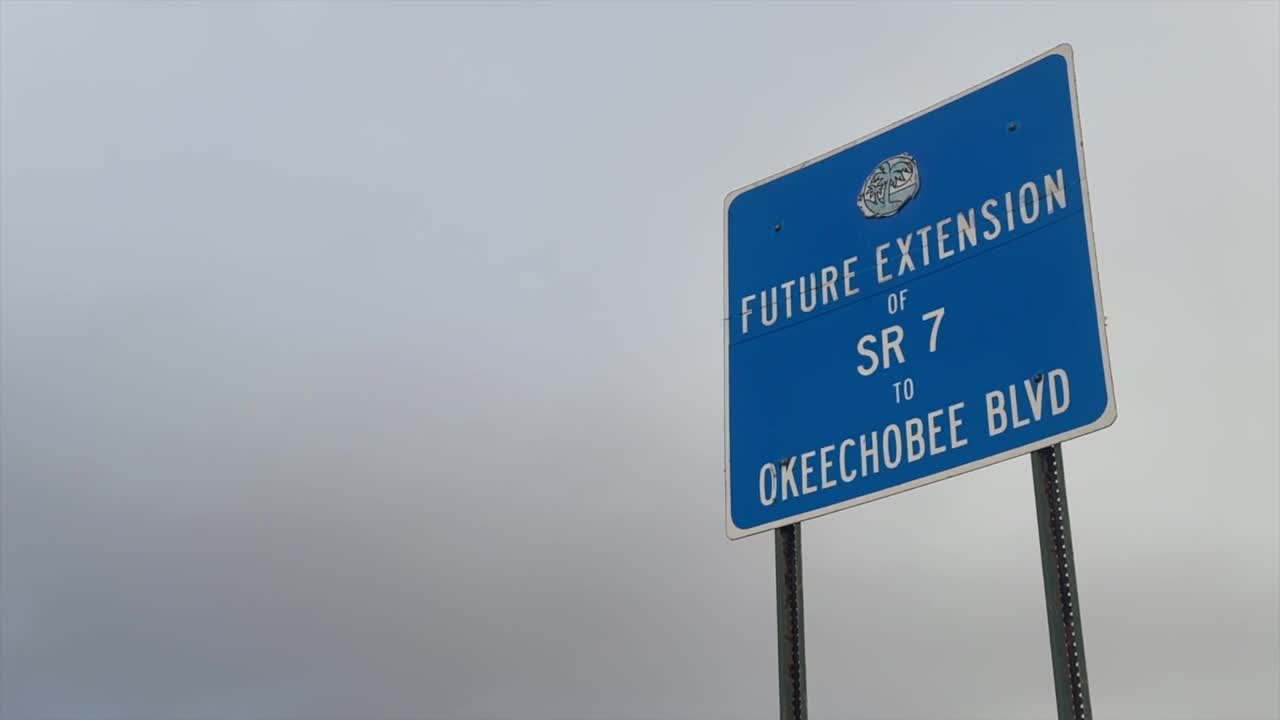 FUTURE EXTENSION
OF
SR 7
TO
OKEECHOBEE BLVD